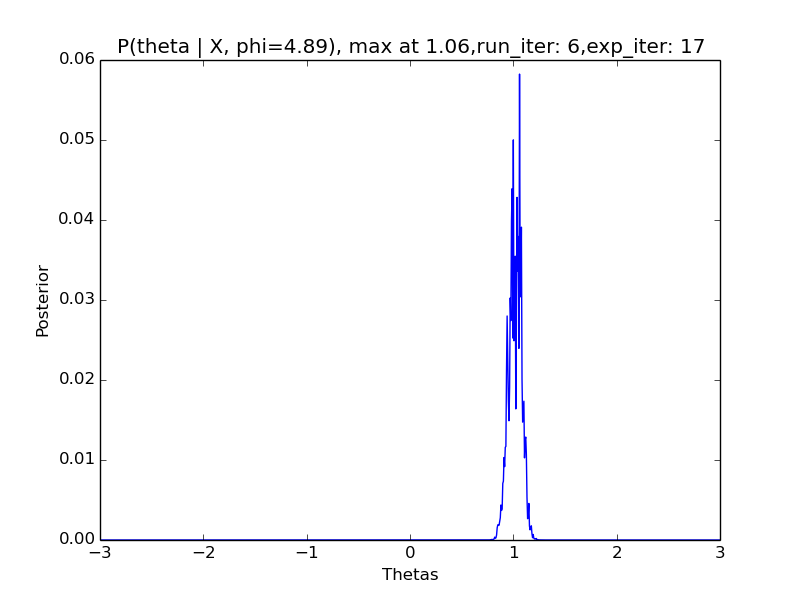 P(theta | X, phi=4.89), max at 1.06,run_iter: 6,exp_iter: 17
0.06
0.05
0.04
0.03
0.02
0.01
0.00
Posterior
−3 −2 −1 0 1 2 3
Thetas